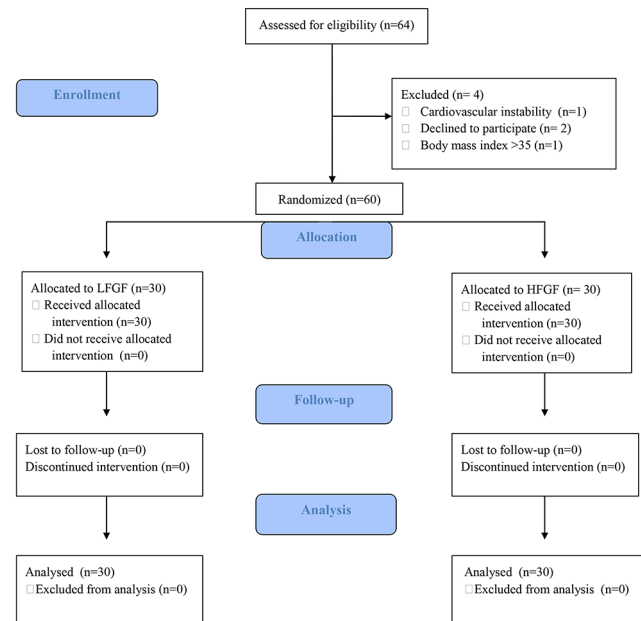 Assessed for eligibility (n=64)
Enrollment
Excluded (n= 4)
Cardiovascular instability (n=1)
Declined to participate (n= 2)
Body mass index >35 (n=1)
Randomized (n=60)
Allocation
Allocated to LFGF (n=30)
Received allocated
intervention (n=30)
Did not receive allocated
intervention (n=0)
Allocated to HFGF (n= 30)
Received allocated
intervention (n=30)
Did not receive allocated
intervention (n=0)
Follow-up
Lost to follow-up (n=0)
Discontinued intervention (n=0)
Lost to follow-up (n=0)
Discontinued intervention (n=0)
Analysis
Analysed (n=30)
Excluded from analysis (n=0)
Analysed (n=30)
Excluded from analysis (n=0)